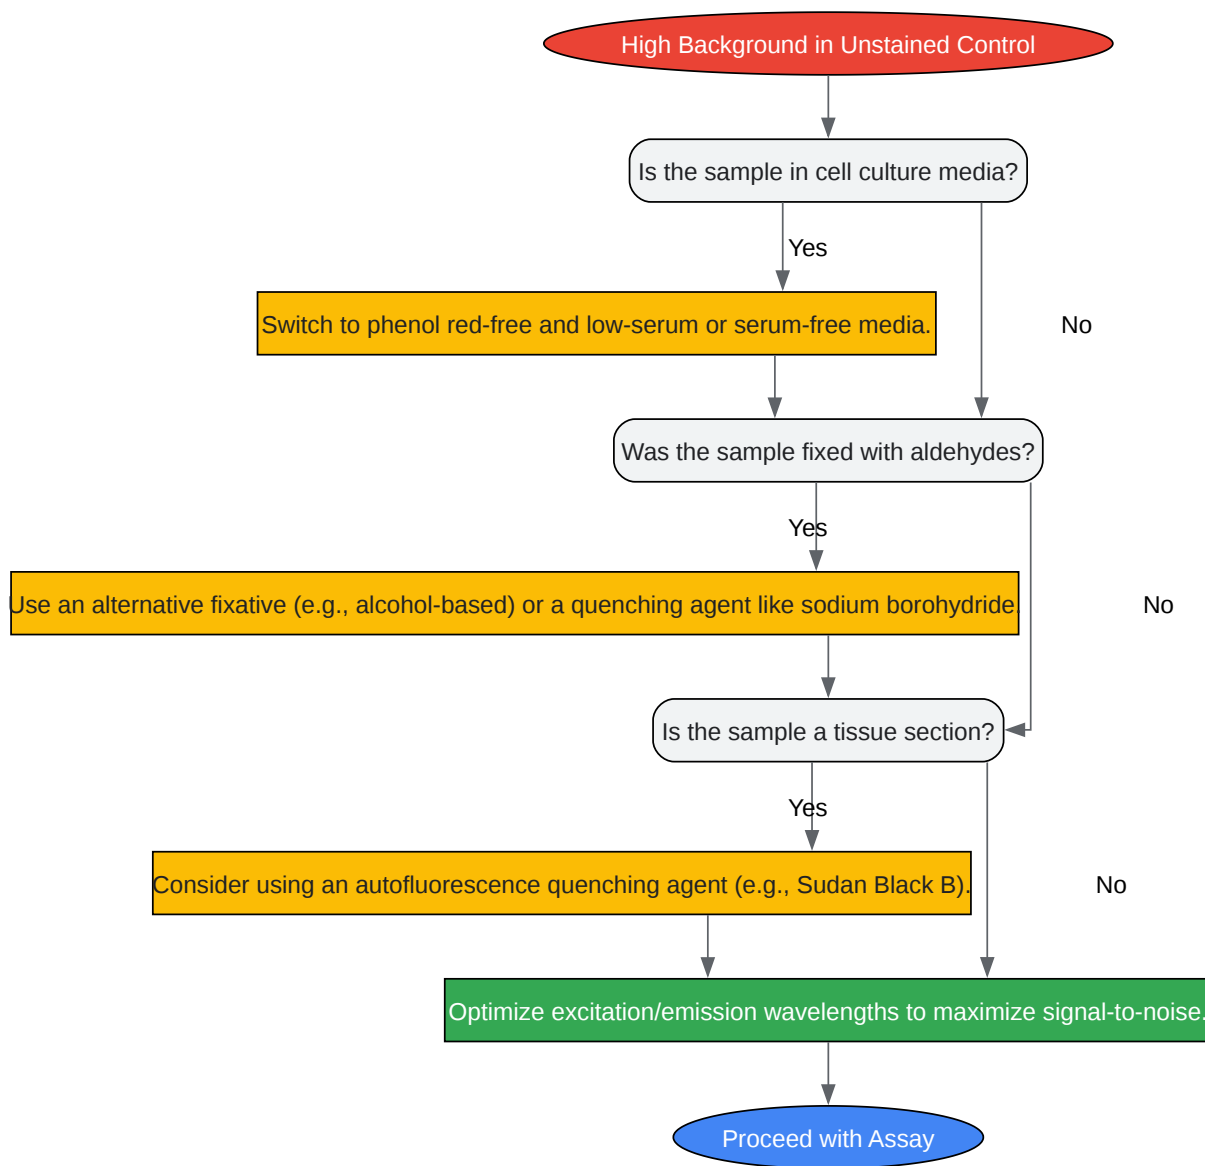 High Background in Unstained Control
Is the sample in cell culture media?
Yes
Switch to phenol red-free and low-serum or serum-free media.
No
Was the sample fixed with aldehydes?
Yes
Use an alternative fixative (e.g., alcohol-based) or a quenching agent like sodium borohydride.
No
Is the sample a tissue section?
Yes
Consider using an autofluorescence quenching agent (e.g., Sudan Black B).
No
Optimize excitation/emission wavelengths to maximize signal-to-noise.
Proceed with Assay